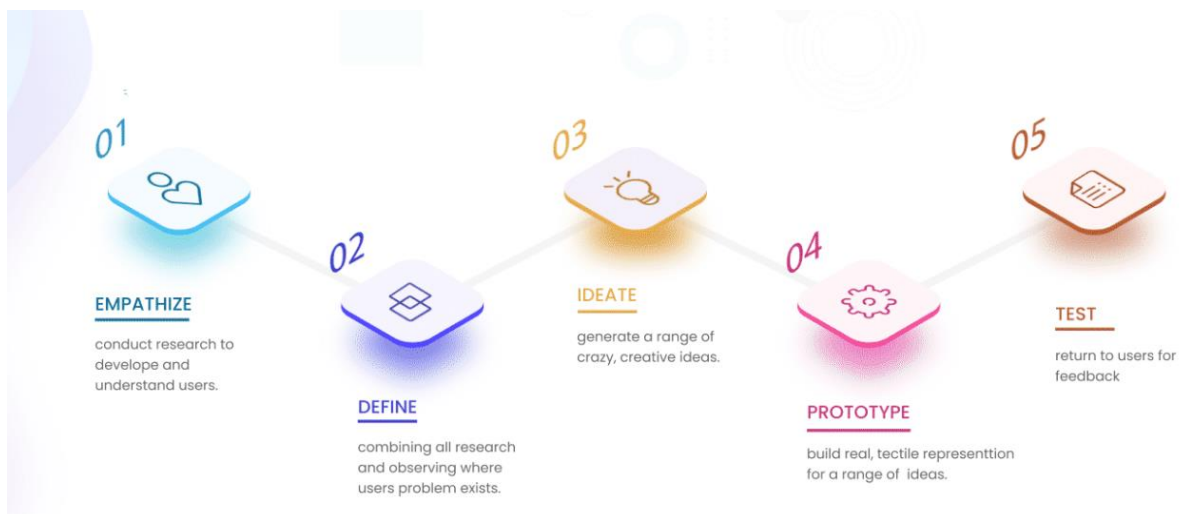 01
EMPATHIZE
conduct research to
develope and
understand users.
02
DEFINE
combining all research
and observing where
users problem exists.
03
IDEATE
generate a range of
crazy, creative ideas.
04
PROTOTYPE
build real, tectile representtion
for a range of ideas.
05
TEST
return to users for
feedback